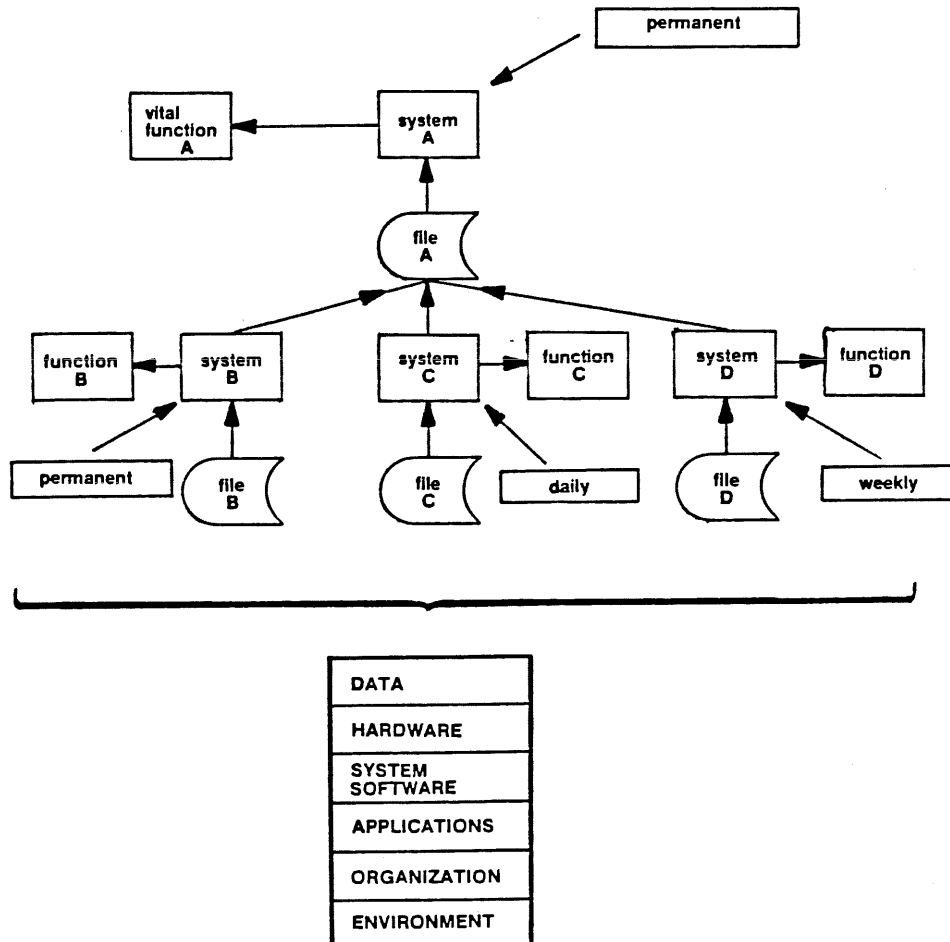 permanent
vital
function
A
system
A
file
A
function
B
system
B
system
C
function
C
system
D
function
D
permanent
file
B
file
C
daily
file
D
weekly
DATA
HARDWARE
SYSTEM
SOFTWARE
APPLICATIONS
ORGANIZATION
ENVIRONMENT